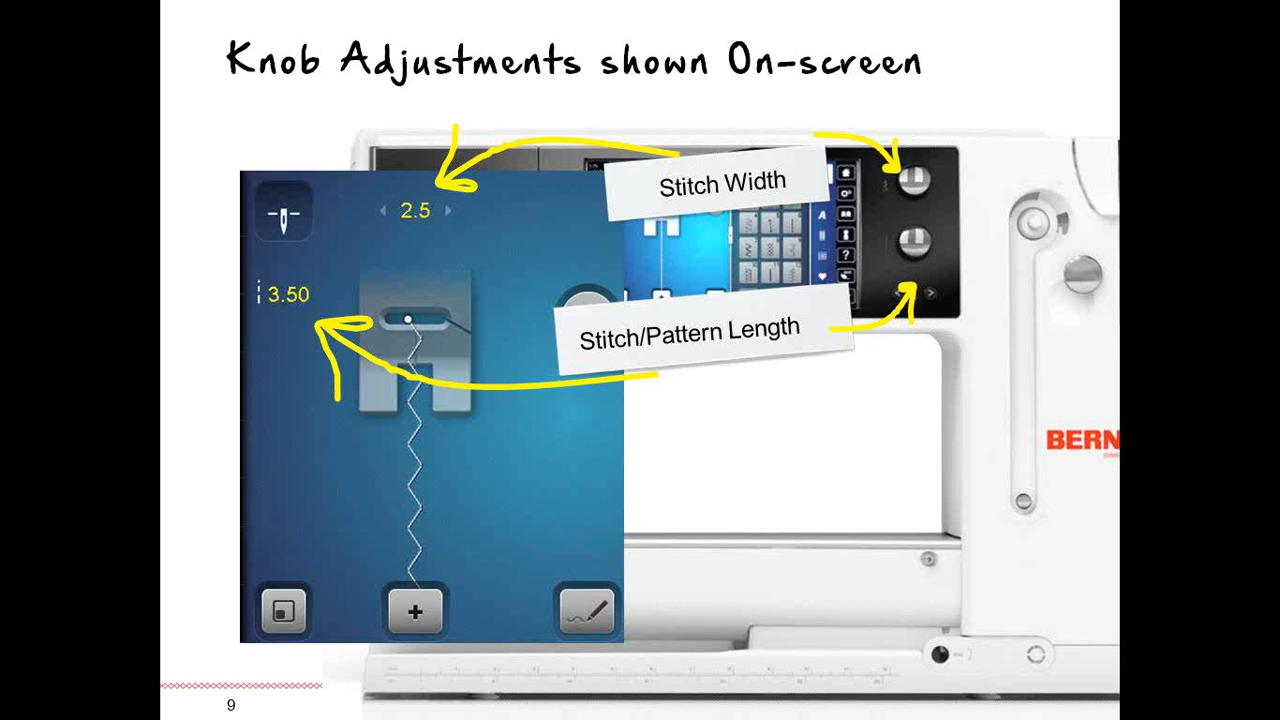 Knob Adjustments shown On-screen
Stitch Width
2.5
3.50
Stitch/Pattern Length
BERN
9